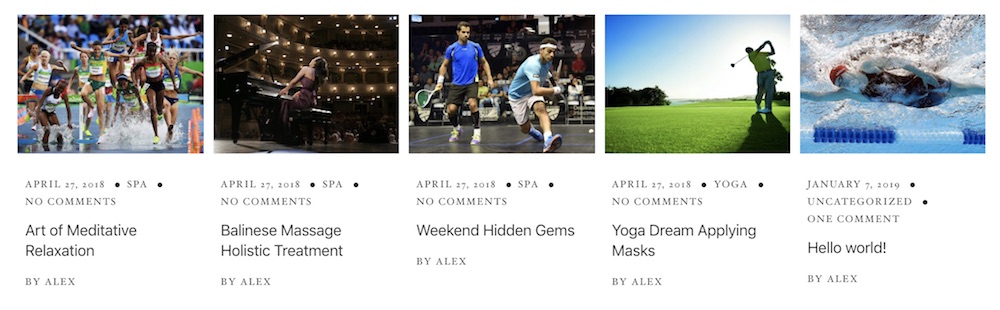 APRIL 27, 2018 ● SPA ●
NO COMMENTS
Art of Meditative
Relaxation
BY ALEX
APRIL 27, 2018 ● SPA ●
NO COMMENTS
Balinese Massage
Holistic Treatment
BY ALEX
APRIL 27, 2018 ● SPA ●
NO COMMENTS
Weekend Hidden Gems
BY ALEX
APRIL 27, 2018 ● YOGA ●
NO COMMENTS
Yoga Dream Applying
Masks
BY ALEX
JANUARY 7, 2019 ●
UNCATEGORIZED ●
ONE COMMENT
Hello world!
BY ALEX